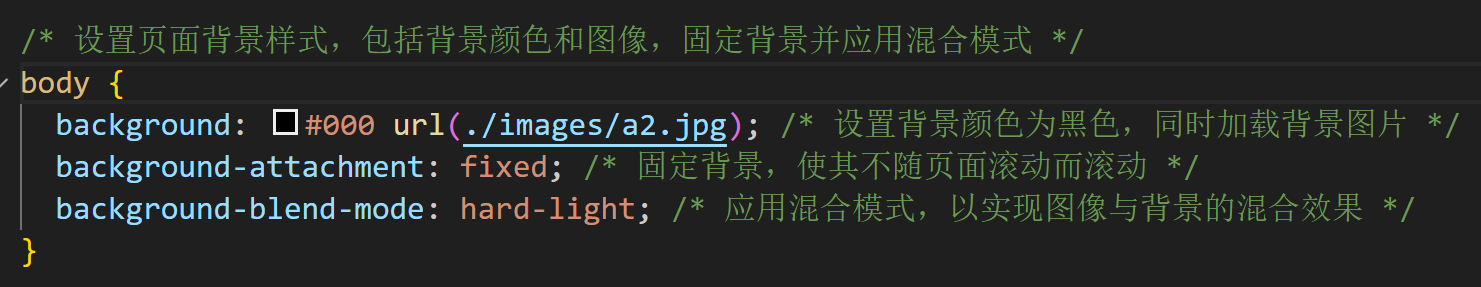 /* 设置页面背景样式，包括背景颜色和图像，固定背景并应用混合模式 */
body {
  background: #000 url(./images/a2.jpg); /* 设置背景颜色为黑色，同时加载背景图片 */
  background-attachment: fixed; /* 固定背景，使其不随页面滚动而滚动 */
  background-blend-mode: hard-light; /* 应用混合模式，以实现图像与背景的混合效果 */
}